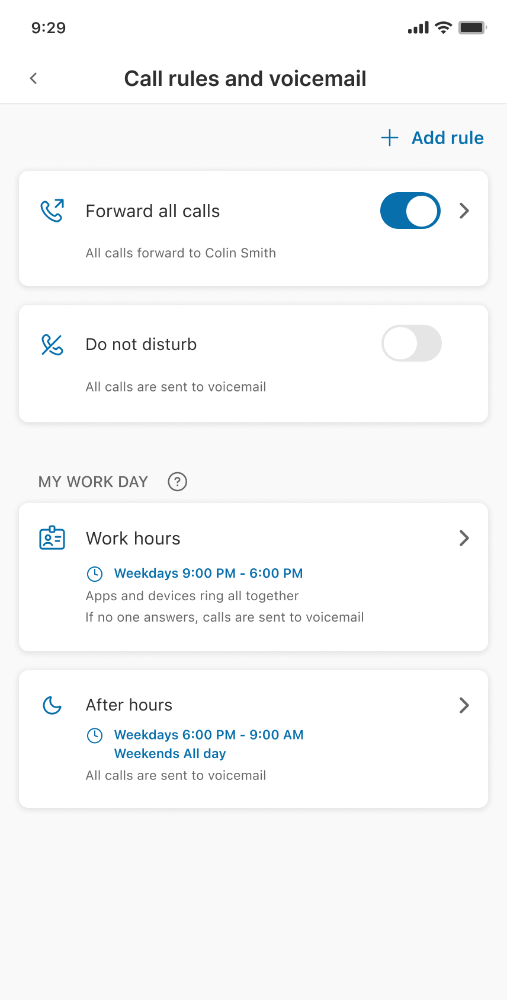 9:29
Call rules and voicemail
Add rule
Forward all calls
All calls forward to Colin Smith
Do not disturb
All calls are sent to voicemail
MY WORK DAY ?
Work hours
Weekdays 9:00 PM - 6:00 PM
Apps and devices ring all together
If no one answers, calls are sent to voicemail
After hours
Weekdays 6:00 PM - 9:00 AM
Weekends All day
All calls are sent to voicemail